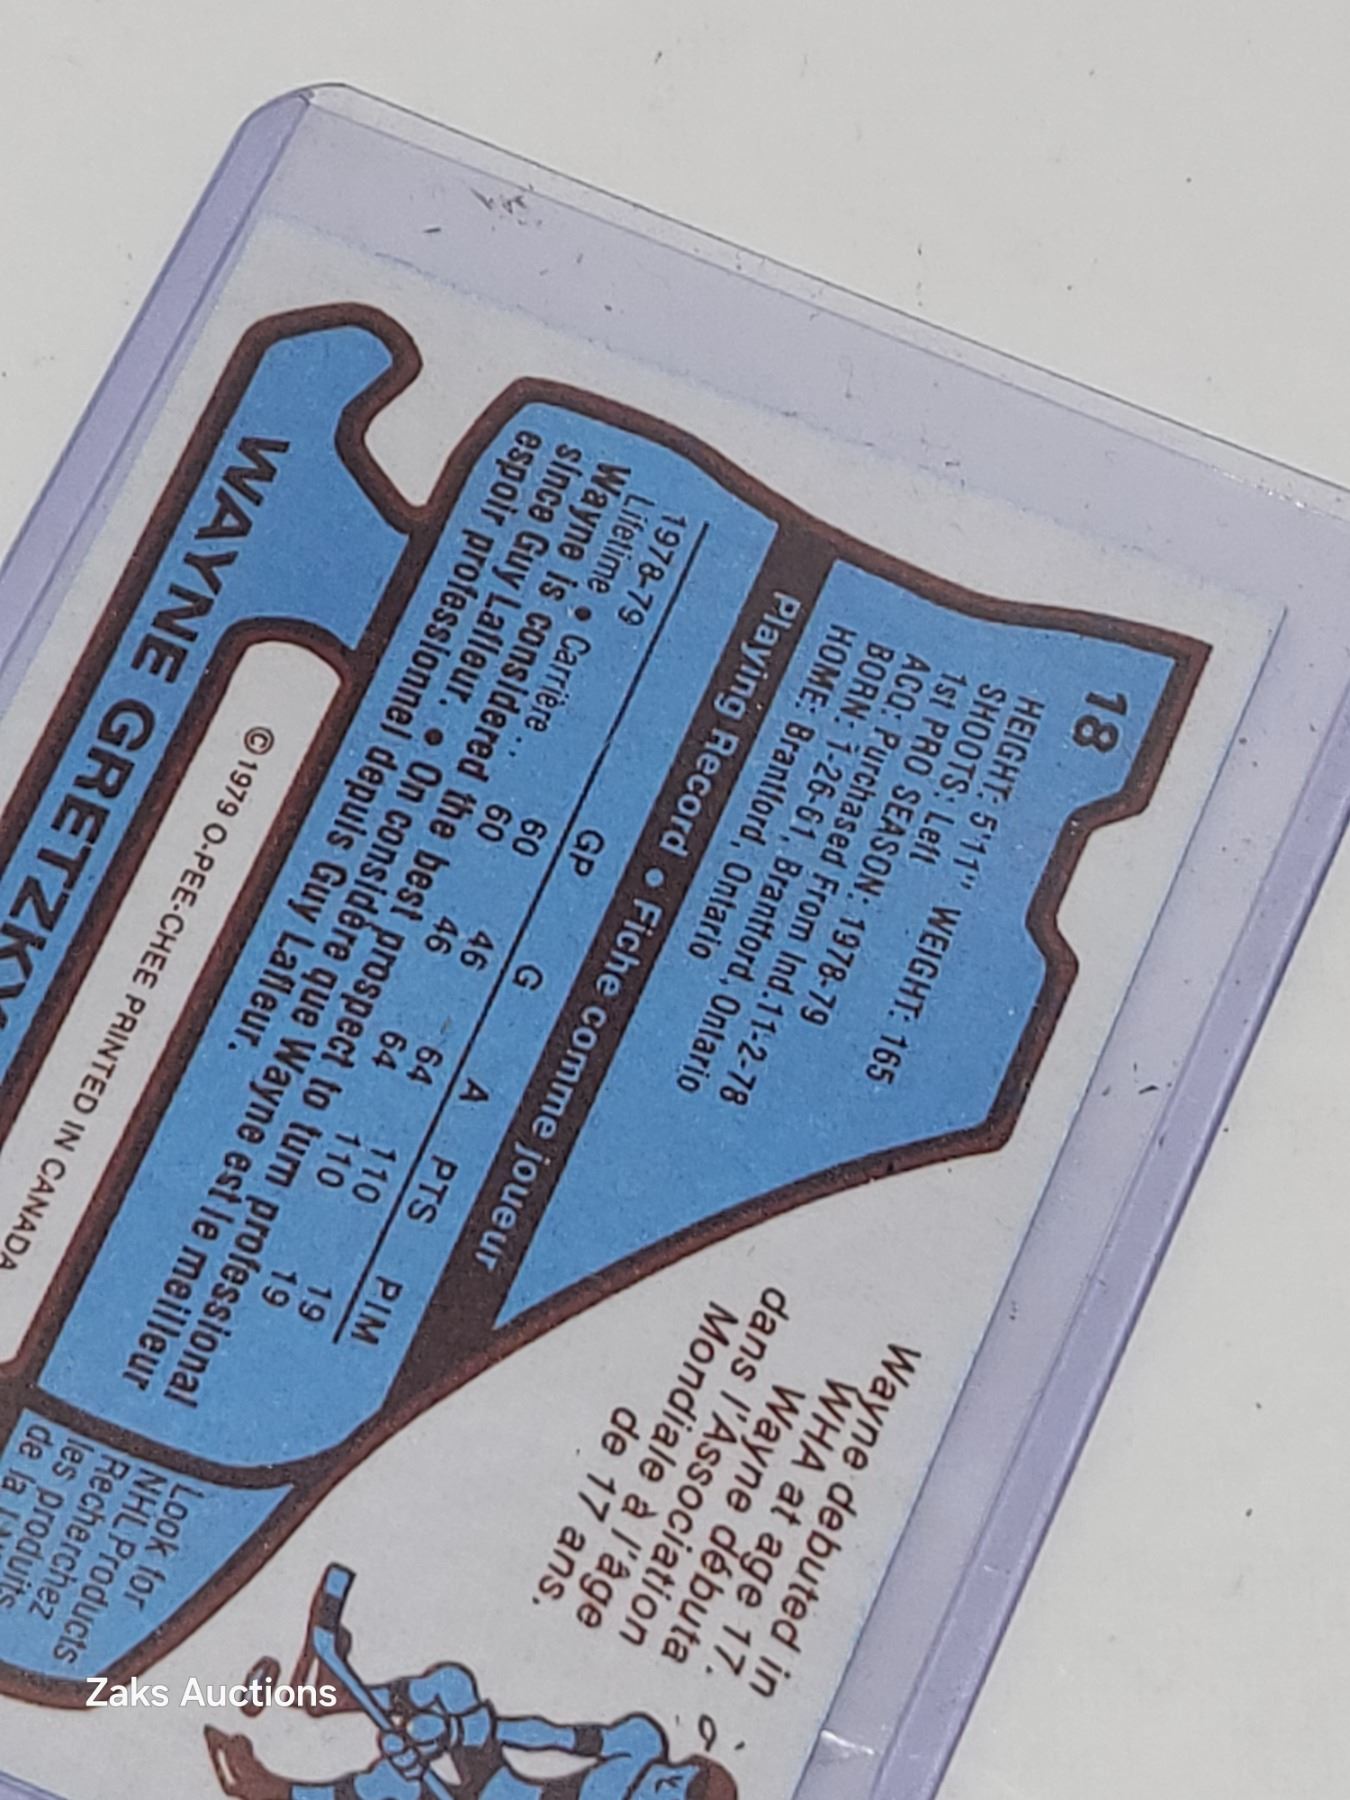 18
HEIGHT: 5'11" WEIGHT: 165
SHOOTS: Left
1st PRO SEASON: 1978-79
ACQ: Purchased From Ind. 11-2-78
BORN: 1-26-61, Brantford, Ontario
HOME: Brantford, Ontario
Playing Record • Fiche comme joueur
GP G A PTS PIM
1978-79 60 46 64 110 19
Lifetime • Carrière .. 60 46 64 110 19
Wayne is considered the best prospect to turn professional
since Guy Lafleur. • On considère que Wayne est le meilleur
espoir professionnel depuis Guy Lafleur.
© 1979 O-PEE-CHEE PRINTED IN CANADA
WAYNE GRETZKY
Wayne debuted in
WHA at age 17.
Wayne débuta
dans l'Association
Mondiale à l'âge
de 17 ans.
Look for
NHL Products
Recherchez
les produits
de la
Zaks Auctions